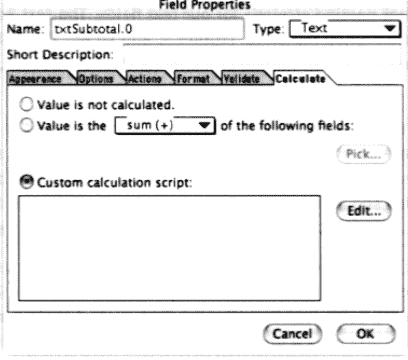 Field Properties
Name: txtSubtotal.0 Type: Text
Short Description:
Appearance Options Actions Format Validate Calculate
Value is not calculated.
Value is the sum (+) of the following fields:
Pick...
Custom calculation script:
Edit...
Cancel OK